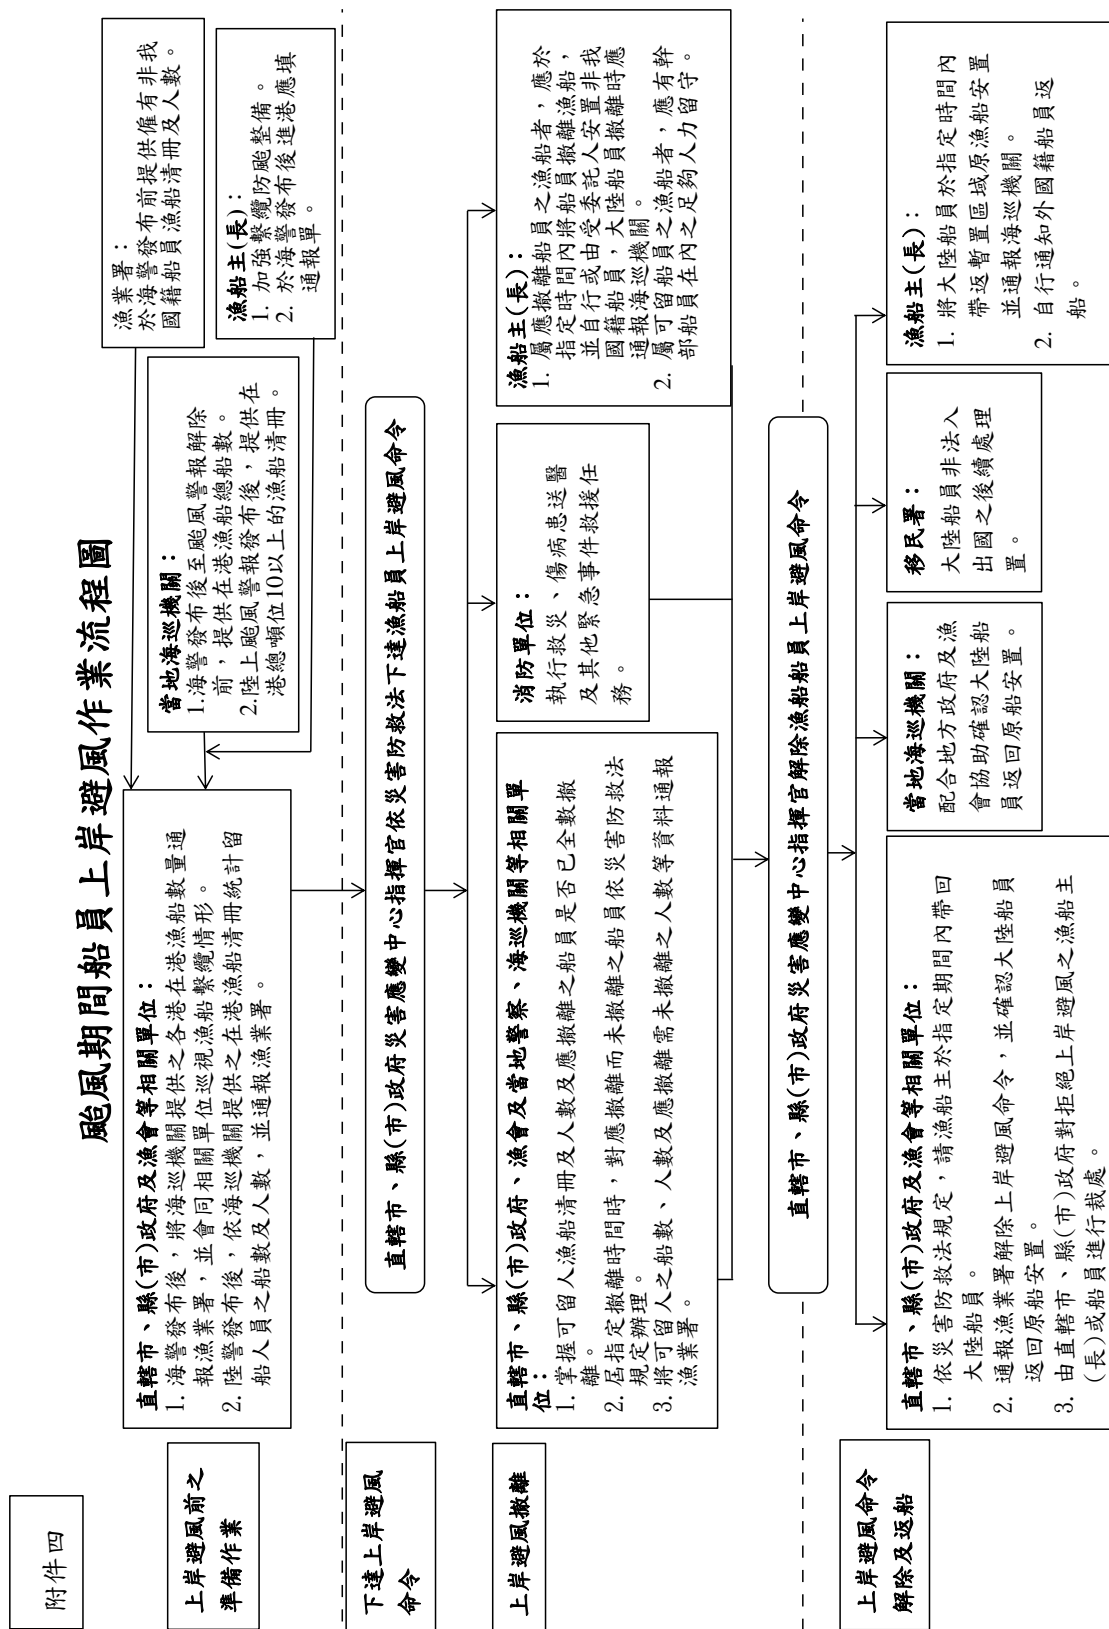 附件四
颱風期間船員上岸避風作業流程圖
上岸避風前之
準備作業
直轄市、縣(市)政府及漁會等相關單位：
1. 海警發布後，將海巡機關提供之各港在港漁船數量通
報漁業署，並會同相關單位巡視漁船繫纜情形。
2. 陸警發布後，依海巡機關提供之在港漁船清冊統計留
船人員之船數及人數，並通報漁業署。
當地海巡機關：
1.海警發布後至颱風警報解除
前，提供在港漁船總船數。
2.陸上颱風警報發布後，提供在
港總噸位10以上的漁船清冊。
漁業署：
於海警發布前提供僱有非我
國籍船員漁船清冊及人數。
漁船主(長)：
1. 加強繫纜防颱整備。
2. 於海警發布後進港應填
通報單。
下達上岸避風
命令
直轄市、縣(市)政府災害應變中心指揮官依災害防救法下達漁船員上岸避風命令
上岸避風撤離
直轄市、縣(市)政府、漁會及當地警察、海巡機關等相關單
位：
1. 掌握可留人漁船清冊及人數及應撤離之船員是否已全數撤
離。
2. 屆指定撤離時間時，對應撤離而未撤離之船員依災害防救法
規定辦理。
3. 將可留人之船數、人數及應撤離需未撤離之人數等資料通報
漁業署。
消防單位：
執行救災、傷病患送醫
及其他緊急事件救援任
務。
漁船主(長)：
1. 屬應撤離船員之漁船者，應於
指定時間內將船員撤離漁船，
並自行或由受委託人安置非我
國籍船員，大陸船員撤離時應
通報海巡機關。
2. 屬可留船員之漁船者，應有幹
部船員在內之足夠人力留守。
直轄市、縣(市)政府災害應變中心指揮官解除漁船船員上岸避風命令
上岸避風命令
解除及返船
直轄市、縣(市)政府及漁會等相關單位：
1. 依災害防救法規定，請漁船主於指定期間內帶回
大陸船員。
2. 通報漁業署解除上岸避風命令，並確認大陸船員
返回原船安置。
3. 由直轄市、縣(市)政府對拒絕上岸避風之漁船主
(長)或船員進行裁處。
當地海巡機關：
配合地方政府及漁
會協助確認大陸船
員返回原船安置。
移民署：
大陸船員非法入
出國之後續處理
置。
漁船主(長)：
1. 將大陸船員於指定時間內
帶返暫置區域原漁船安置
並通報海巡機關。
2. 自行通知外國籍船員返
船。